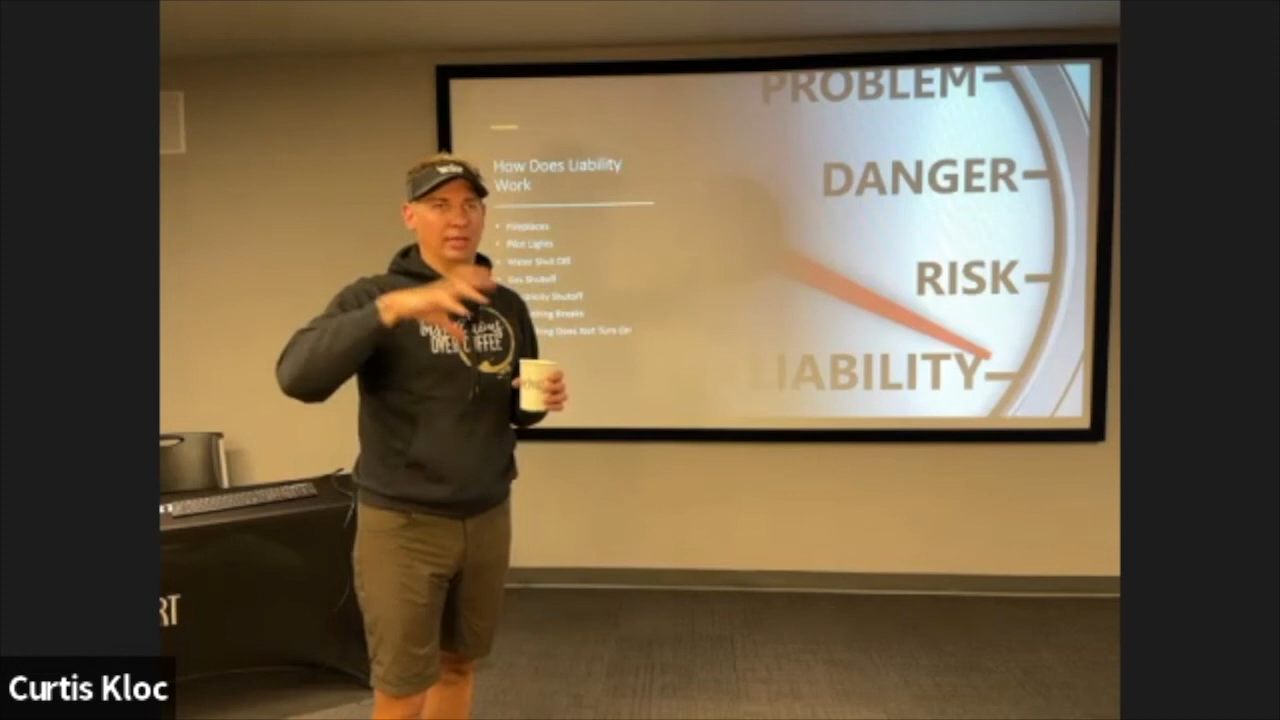 PROBLEM
DANGER
RISK
LIABILITY
How Does Liability
Work
Fireplaces
Pilot Lights
Water Shut Off
Gas Shutoff
Shutoff
Breaks
Does Not Turn On
OVER COFFEE
RT
Curtis Kloc